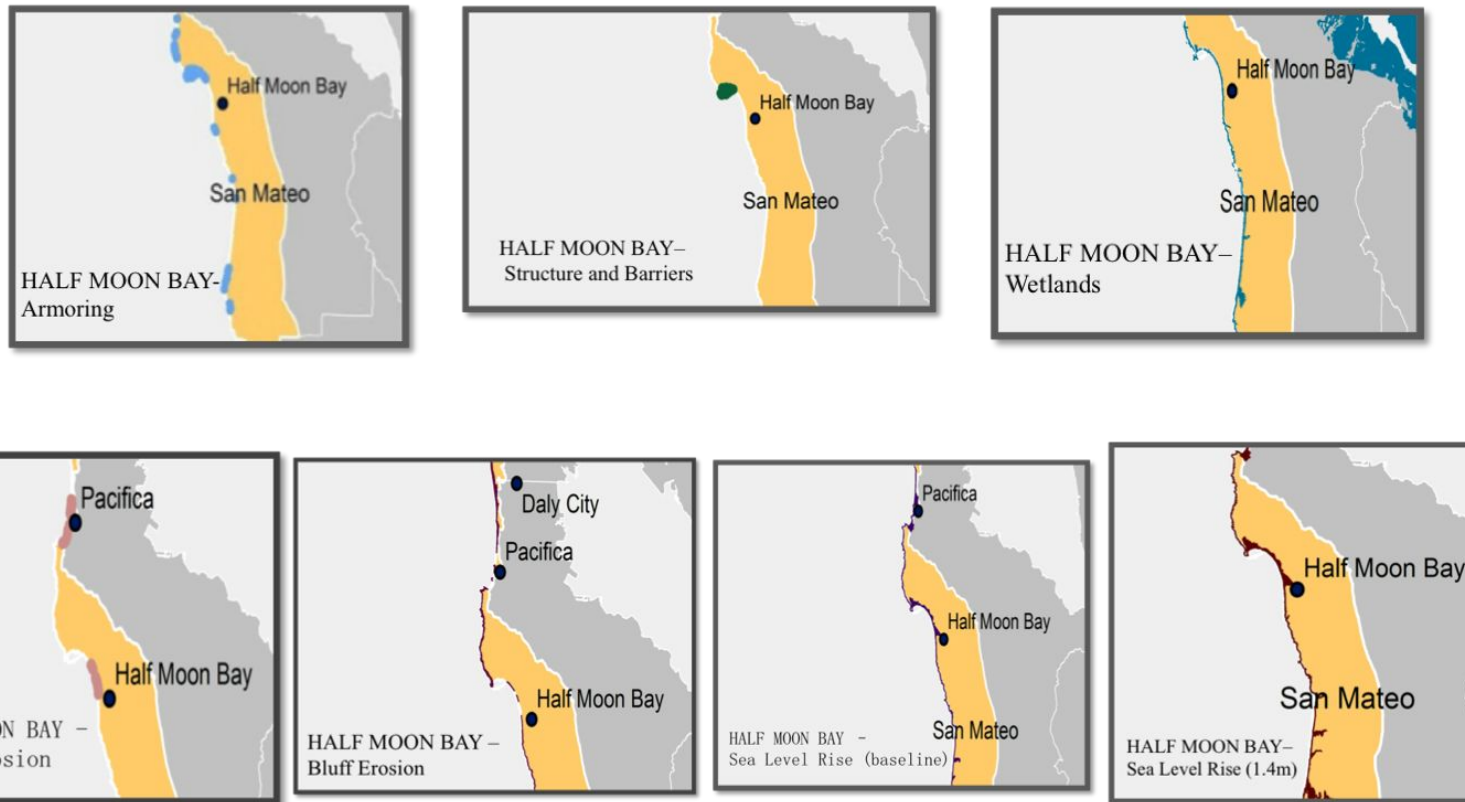 Half Moon Bay
San Mateo
HALF MOON BAY-
Armoring
Half Moon Bay
San Mateo
HALF MOON BAY–
Structure and Barriers
Half Moon Bay
San Mateo
HALF MOON BAY–
Wetlands
Pacifica
Half Moon Bay
BAY -
Daly City
Pacifica
Half Moon Bay
HALF MOON BAY –
Bluff Erosion
Pacifica
Half Moon Bay
San Mateo
HALF MOON BAY -
Sea Level Rise (baseline)
Half Moon Bay
San Mateo
HALF MOON BAY–
Sea Level Rise (1.4m)